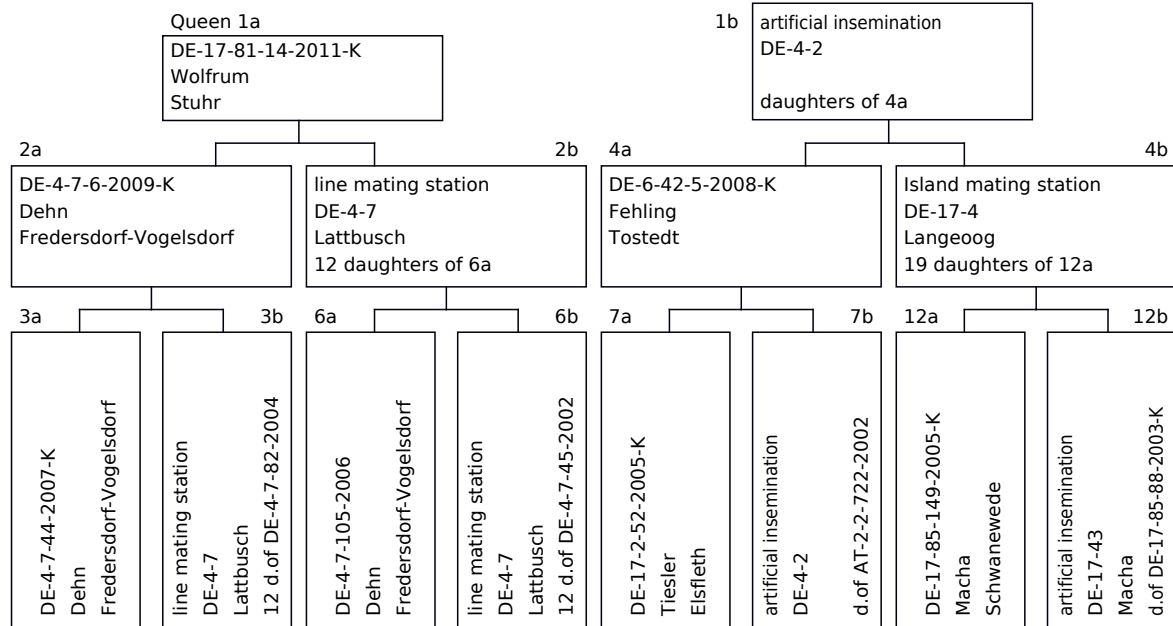 Queen 1a
DE-17-81-14-2011-K
Wolfrum
Stuhr
1b
artificial insemination
DE-4-2
daughters of 4a
2a
DE-4-7-6-2009-K
Dehn
Fredersdorf-Vogelsdorf
2b
line mating station
DE-4-7
Lattbusch
12 daughters of 6a
4a
DE-6-42-5-2008-K
Fehling
Tostedt
4b
Island mating station
DE-17-4
Langeoog
19 daughters of 12a
3a
DE-4-7-44-2007-K
Dehn
Fredersdorf-Vogelsdorf
3b
line mating station
DE-4-7
Lattbusch
12 d.of DE-4-7-82-2004
6a
DE-4-7-105-2006
Dehn
Fredersdorf-Vogelsdorf
6b
line mating station
DE-4-7
Lattbusch
12 d.of DE-4-7-45-2002
7a
DE-17-2-52-2005-K
Tiesler
Elsfleth
7b
artificial insemination
DE-4-2
d.of AT-2-2-722-2002
12a
DE-17-85-149-2005-K
Macha
Schwanewede
12b
artificial insemination
DE-17-43
Macha
d.of DE-17-85-88-2003-K